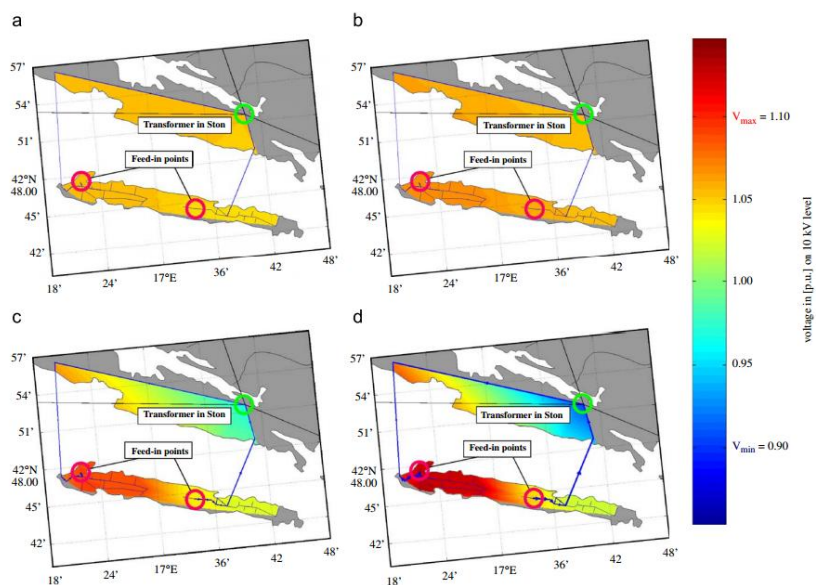 a
57'
54'
Transformer in Ston
51'
Feed-in points
42°N
48.00
45'
42'
48'
42'
36'
17°E
24'
18'
b
57'
54'
Transformer in Ston
51'
Feed-in points
42°N
48.00
45'
42'
48'
42'
36'
17°E
24'
18'
c
57'
54'
Transformer in Ston
51'
Feed-in points
42°N
48.00
45'
42'
48'
42'
36'
17°E
24'
18'
d
57'
54'
Transformer in Ston
51'
Feed-in points
42°N
48.00
45'
42'
48'
42'
36'
17°E
24'
18'
Vmax = 1.10
1.05
1.00
0.95
Vmin = 0.90
voltage in [p.u.] on 10 kV level